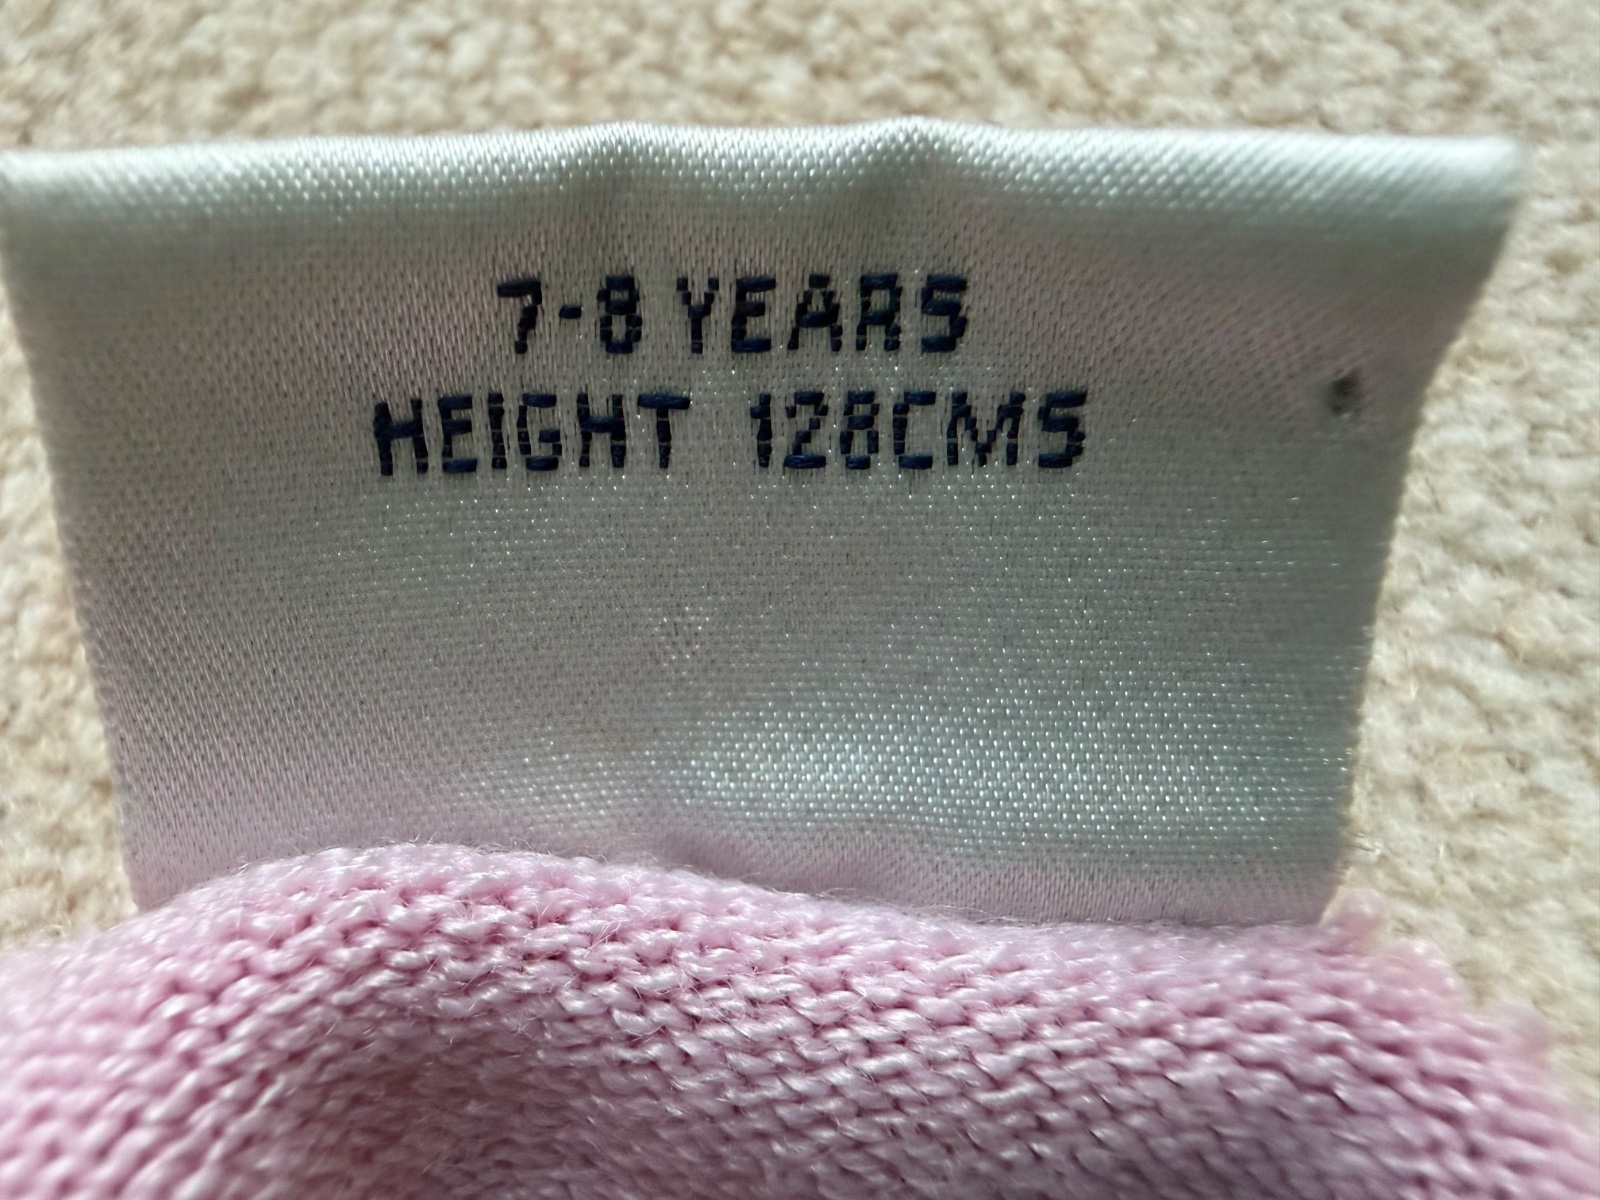 7-8 YEARS
HEIGHT 128CMS